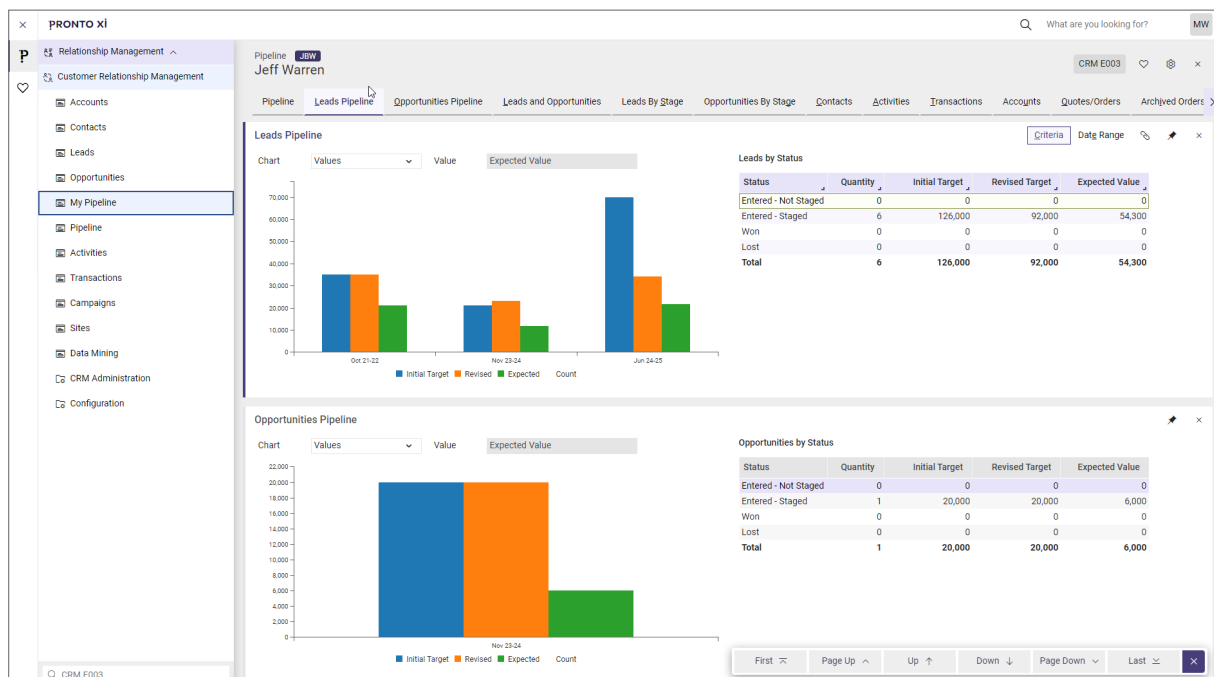 PRONTO XI
What are you looking for?
MW
Relationship Management
Customer Relationship Management
Accounts
Contacts
Leads
Opportunities
My Pipeline
Pipeline
Activities
Transactions
Campaigns
Sites
Data Mining
CRM Administration
Configuration
CRM E003
Pipeline JBW
Jeff Warren
CRM E003
Pipeline Leads Pipeline Opportunities Pipeline Leads and Opportunities Leads By Stage Opportunities By Stage Contacts Activities Transactions Accounts Quotes/Orders Archived Orders
Leads Pipeline
Criteria Date Range
Chart Values Value Expected Value
70,000
60,000
50,000
40,000
30,000
20,000
10,000
0
Oct 21-22 Nov 23-24 Jun 24-25
Initial Target Revised Expected Count
Leads by Status
Status Quantity Initial Target Revised Target Expected Value
Entered - Not Staged 0 0 0 0
Entered - Staged 6 126,000 92,000 54,300
Won 0 0 0 0
Lost 0 0 0 0
Total 6 126,000 92,000 54,300
Opportunities Pipeline
Chart Values Value Expected Value
22,000
20,000
18,000
16,000
14,000
12,000
10,000
8,000
6,000
4,000
2,000
0
Nov 23-24
Initial Target Revised Expected Count
Opportunities by Status
Status Quantity Initial Target Revised Target Expected Value
Entered - Not Staged 0 0 0 0
Entered - Staged 1 20,000 20,000 6,000
Won 0 0 0 0
Lost 0 0 0 0
Total 1 20,000 20,000 6,000
First Page Up Up Down Page Down Last